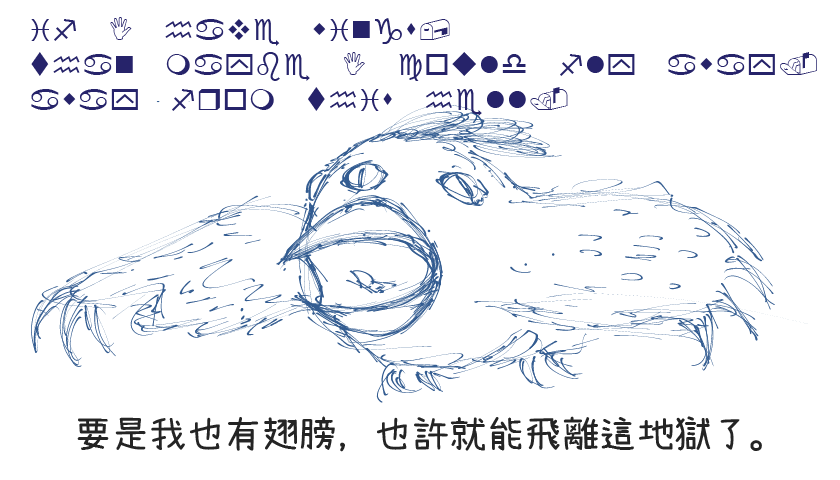 ♓♐ ✋ ♒♋❖♏ ⬥♓■♑⬧📪
⧫♒♋■ ❍♋⍓♌♏ ✋ ♍□◆●♎ ♐●⍓ ♋⬥♋⍓📬
♋⬥♋⍓ ♐❒□❍ ⧫♒♓⬧ ♒♏●●📬
要是我也有翅膀，也許就能飛離這地獄了。